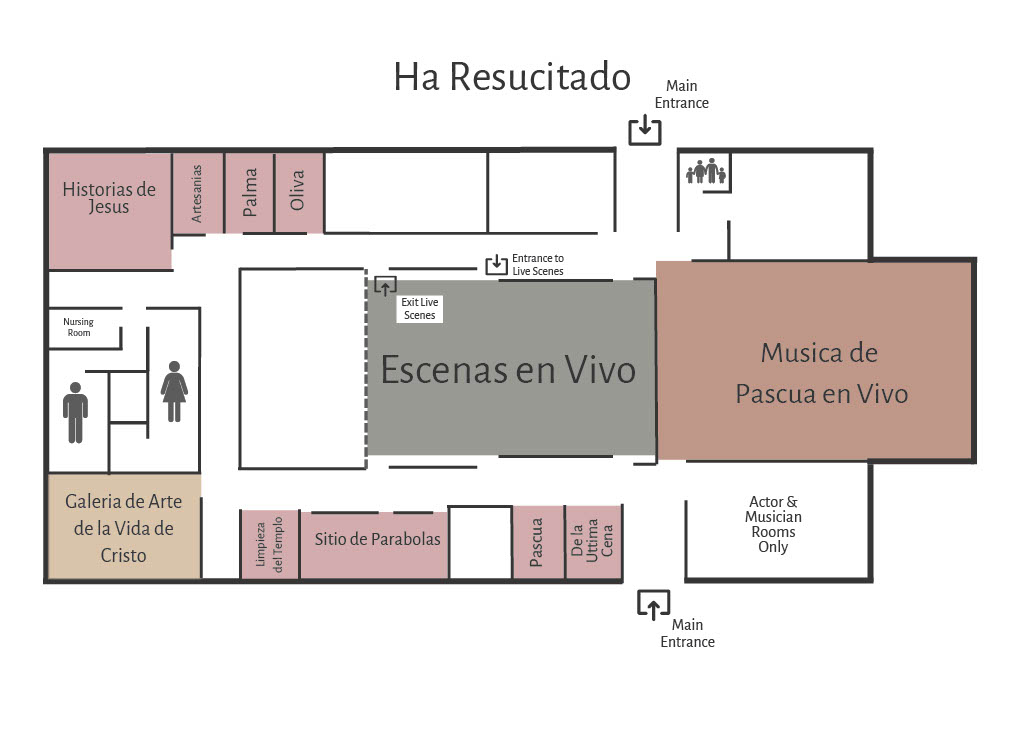 Ha Resucitado
Main
Entrance
Historias de
Jesus
Artesanias
Palma
Oliva
Entrance to
Live Scenes
Exit Live
Scenes
Nursing
Room
Escenas en Vivo
Musica de
Pascua en Vivo
Galeria de Arte
de la Vida de
Cristo
Limpieza
del Templo
Sitio de Parabolas
Pascua
De la
Uttima
Cena
Actor &
Musician
Rooms
Only
Main
Entrance